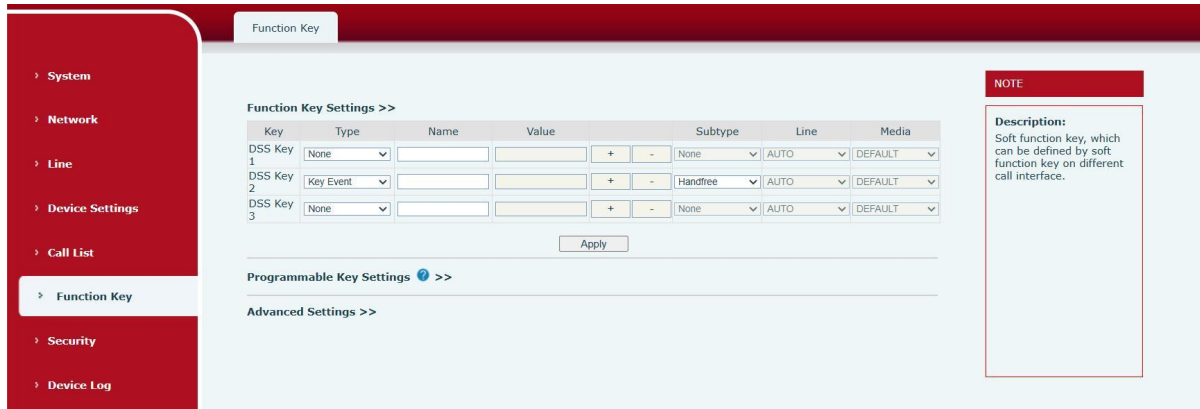 Function Key
System
Network
Line
Device Settings
Call List
Function Key
Security
Device Log
Function Key Settings >>
Key Type Name Value Subtype Line Media
DSS Key 1 None + - None AUTO DEFAULT
DSS Key 2 Key Event + - Handfree AUTO DEFAULT
DSS Key 3 None + - None AUTO DEFAULT
Apply
Programmable Key Settings ? >>
Advanced Settings >>
NOTE
Description:
Soft function key, which
can be defined by soft
function key on different
call interface.